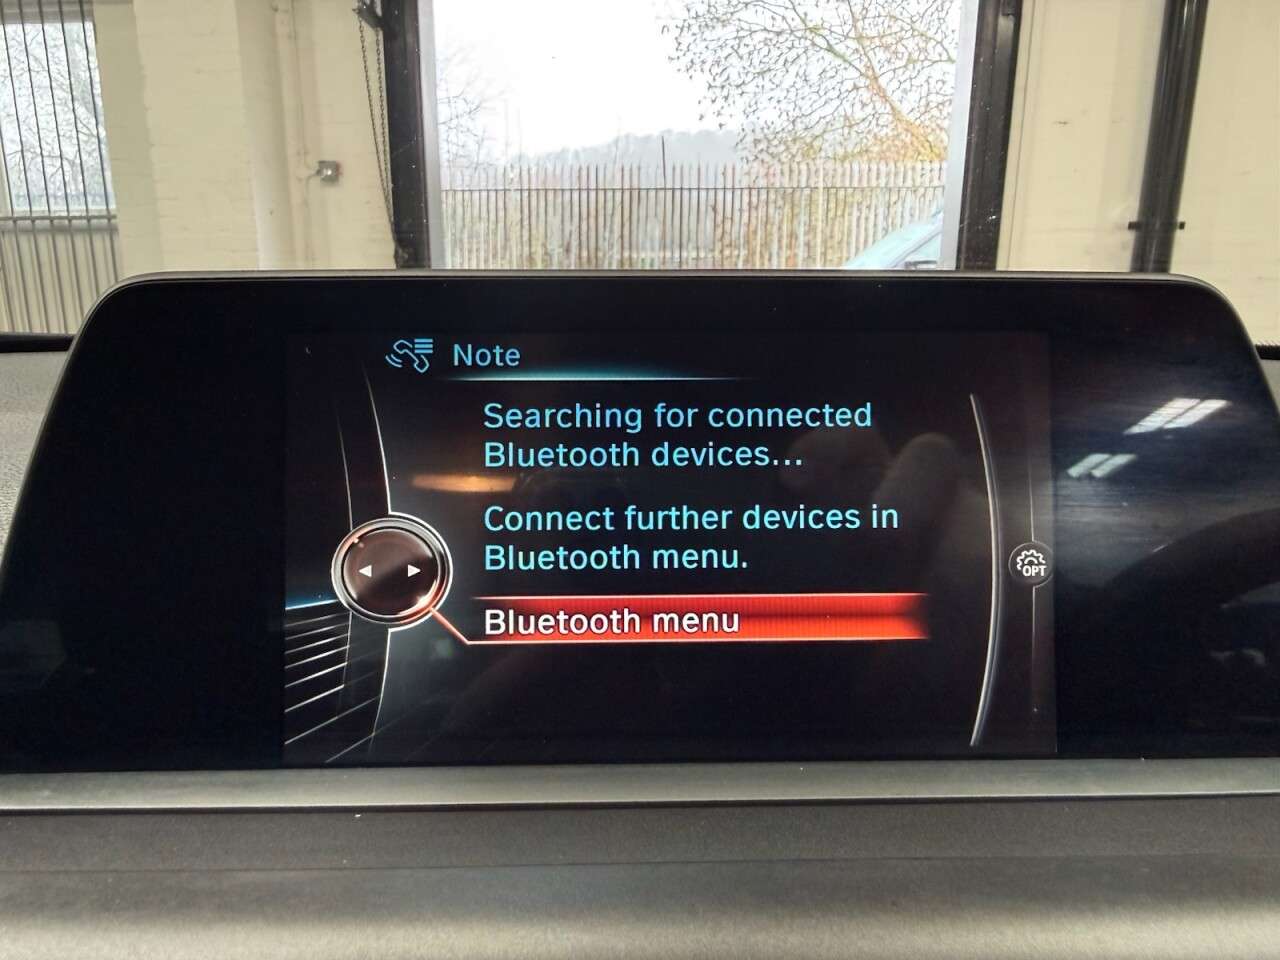 Note
Searching for connected
Bluetooth devices...
Connect further devices in
Bluetooth menu.
OPT
Bluetooth menu